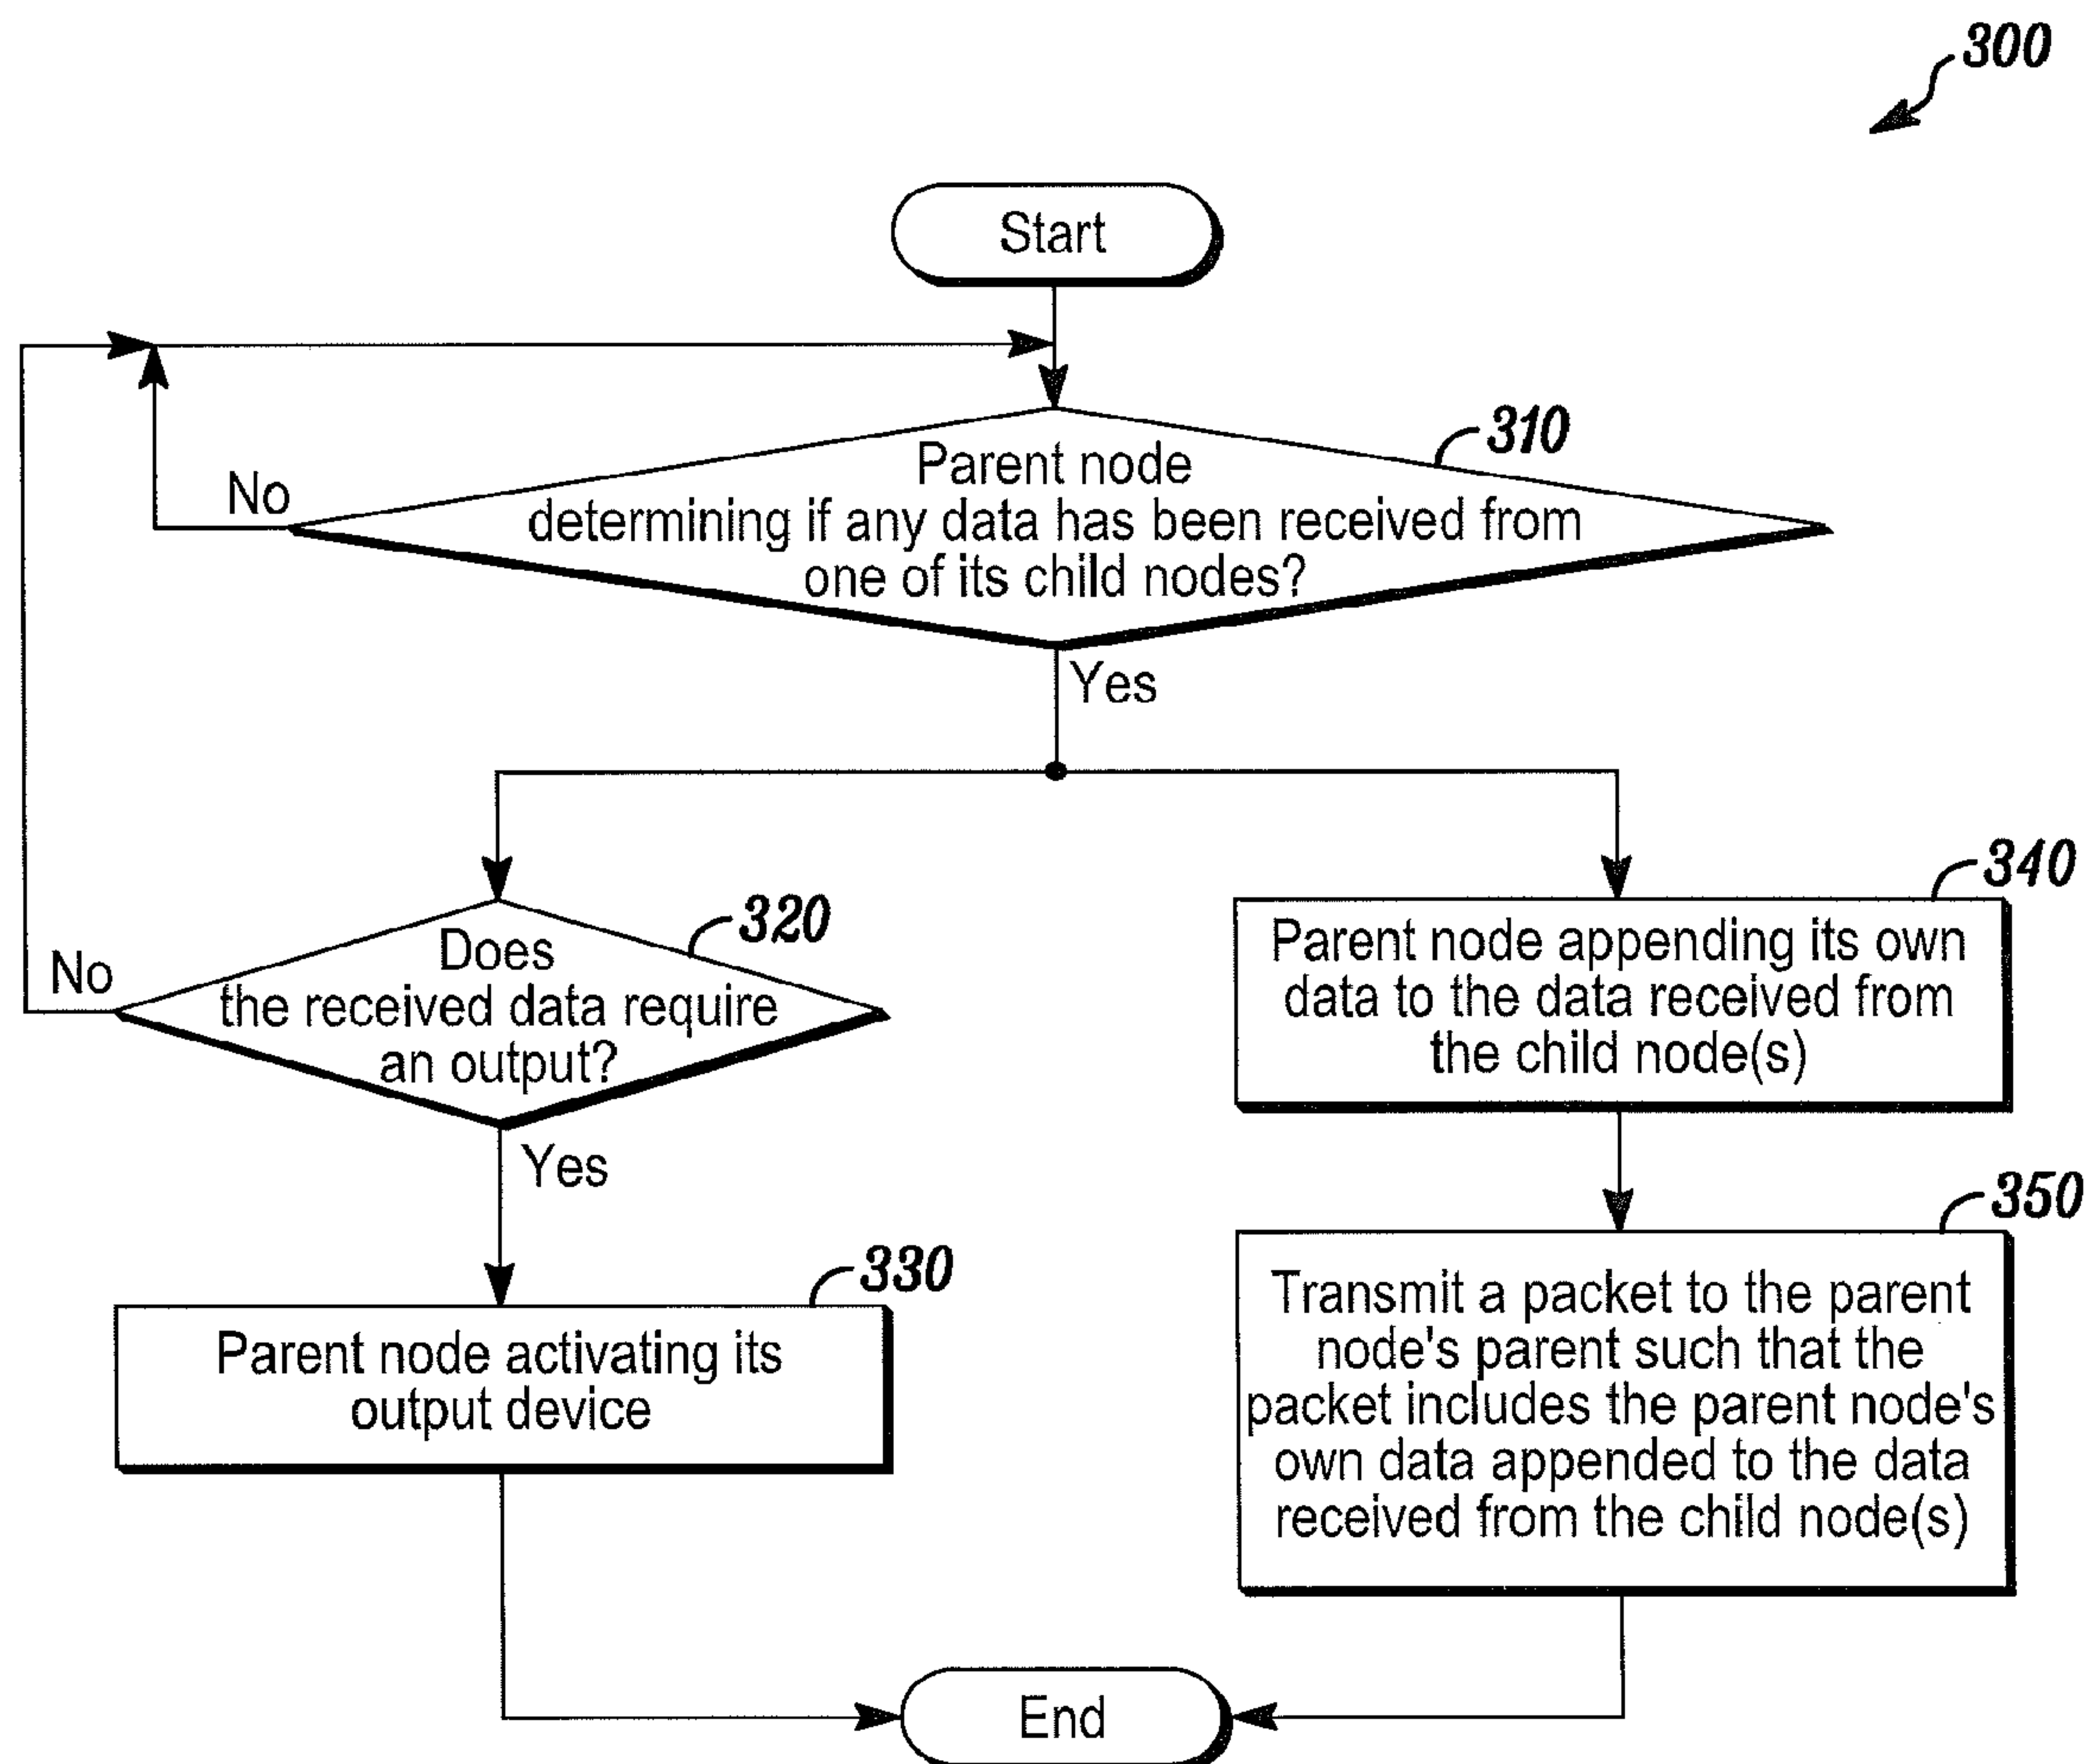 300
Start
310
Parent node
determining if any data has been received from
one of its child nodes?
No
Yes
320
Does
the received data require
an output?
No
Yes
330
Parent node activating its
output device
340
Parent node appending its own
data to the data received from
the child node(s)
350
Transmit a packet to the parent
node's parent such that the
packet includes the parent node's
own data appended to the data
received from the child node(s)
End